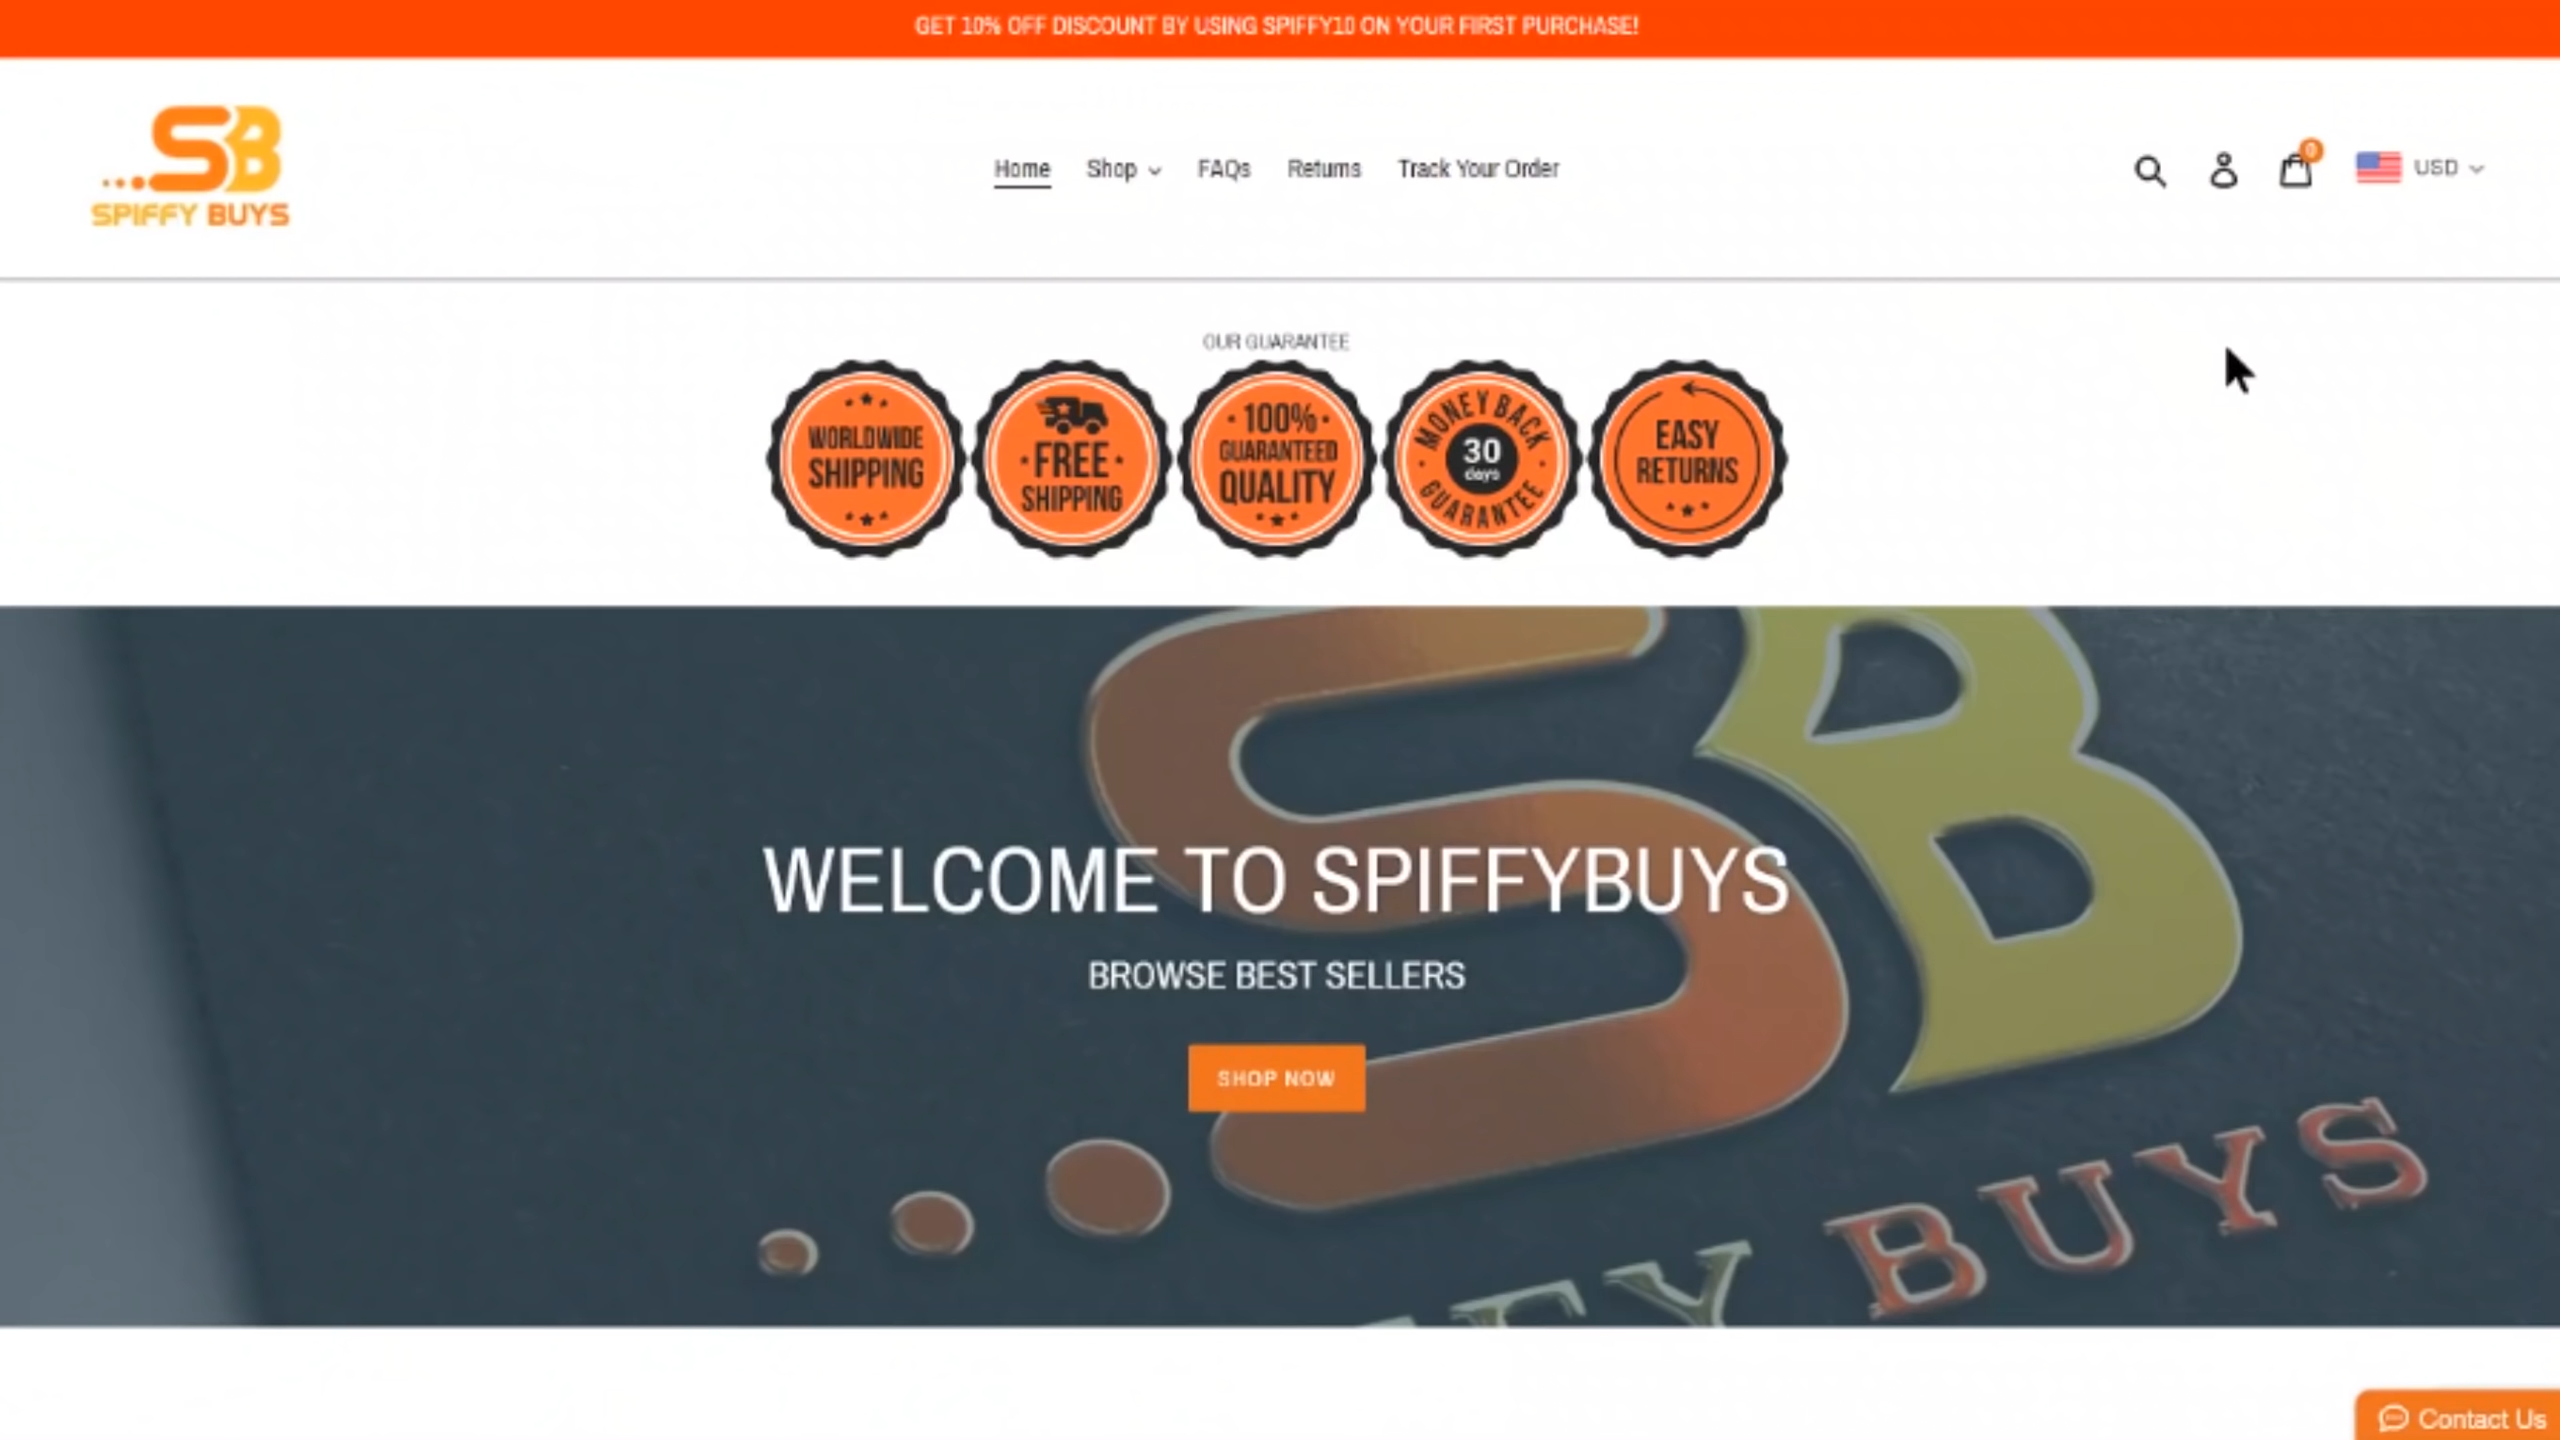 GET 10% OFF DISCOUNT BY USING SPIFFY10 ON YOUR FIRST PURCHASE!
SB
SPIFFY BUYS
Home
Shop
FAQs
Returns
Track Your Order
0
USD
OUR GUARANTEE
WORLDWIDE
SHIPPING
FREE
SHIPPING
100%
GUARANTEED
QUALITY
MONEY BACK
30
days
GUARANTEE
EASY
RETURNS
SB
WELCOME TO SPIFFYBUYS
BROWSE BEST SELLERS
SHOP NOW
FY BUYS
Contact Us